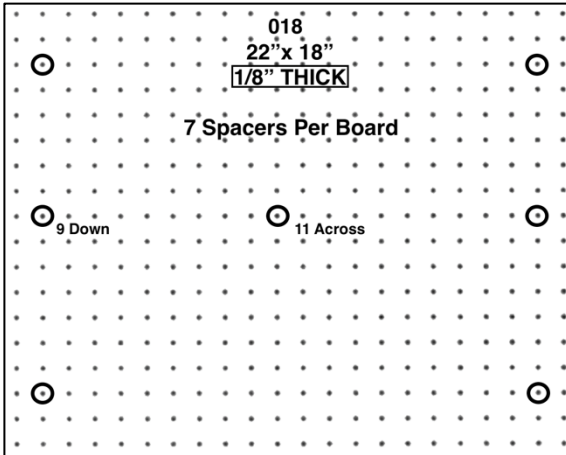 018
22”x 18”
1/8” THICK
7 Spacers Per Board
9 Down
11 Across